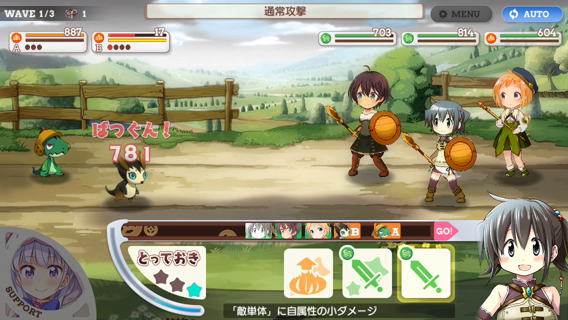 WAVE 1/3 1
通常攻撃
MENU
AUTO
887
A
17
B
703
814
604
ばつぐん!
781
B
A
GO!
とっておき
SUPPORT
「敵単体」に自属性の小ダメージ